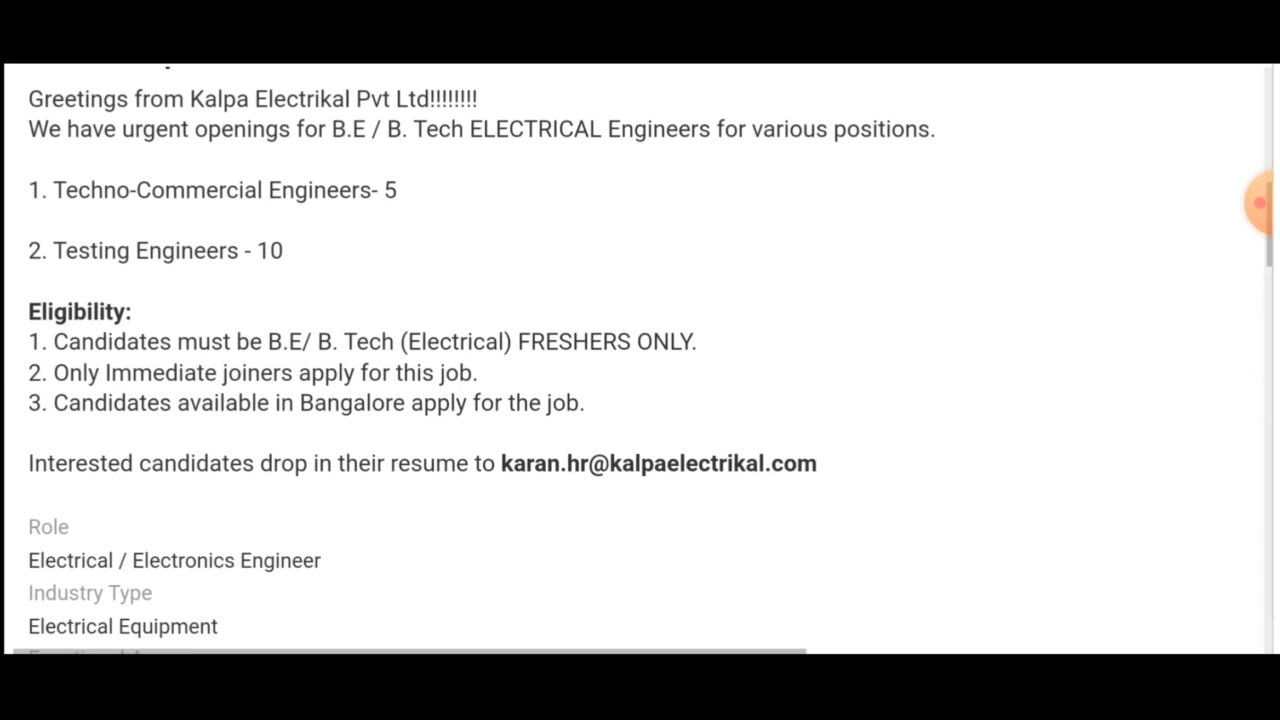 Greetings from Kalpa Electrikal Pvt Ltd!!!!!!!!
We have urgent openings for B.E / B. Tech ELECTRICAL Engineers for various positions.
1. Techno-Commercial Engineers- 5
2. Testing Engineers - 10
Eligibility:
1. Candidates must be B.E/ B. Tech (Electrical) FRESHERS ONLY.
2. Only Immediate joiners apply for this job.
3. Candidates available in Bangalore apply for the job.
Interested candidates drop in their resume to karan.hr@kalpaelectrikal.com
Role
Electrical / Electronics Engineer
Industry Type
Electrical Equipment